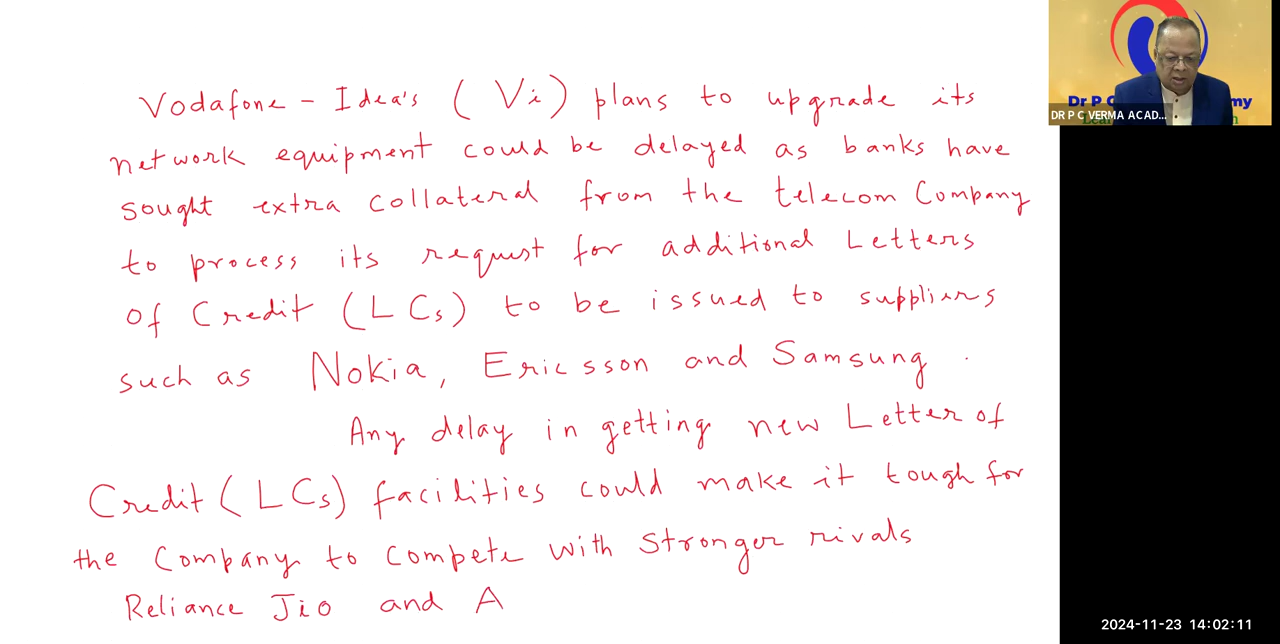 Vodafone - Idea's (Vi) plans to upgrade its
network equipment could be delayed as banks have
sought extra collateral from the telecom Company
to process its request for additional Letters
of Credit (LCs) to be issued to suppliers
such as Nokia, Ericsson and Samsung.
Any delay in getting new Letter of
Credit (LCs) facilities could make it tough for
the Company to compete with stronger rivals
Reliance Jio and A
Dr P C my
DR P C VERMA ACAD...
2024-11-23 14:02:11